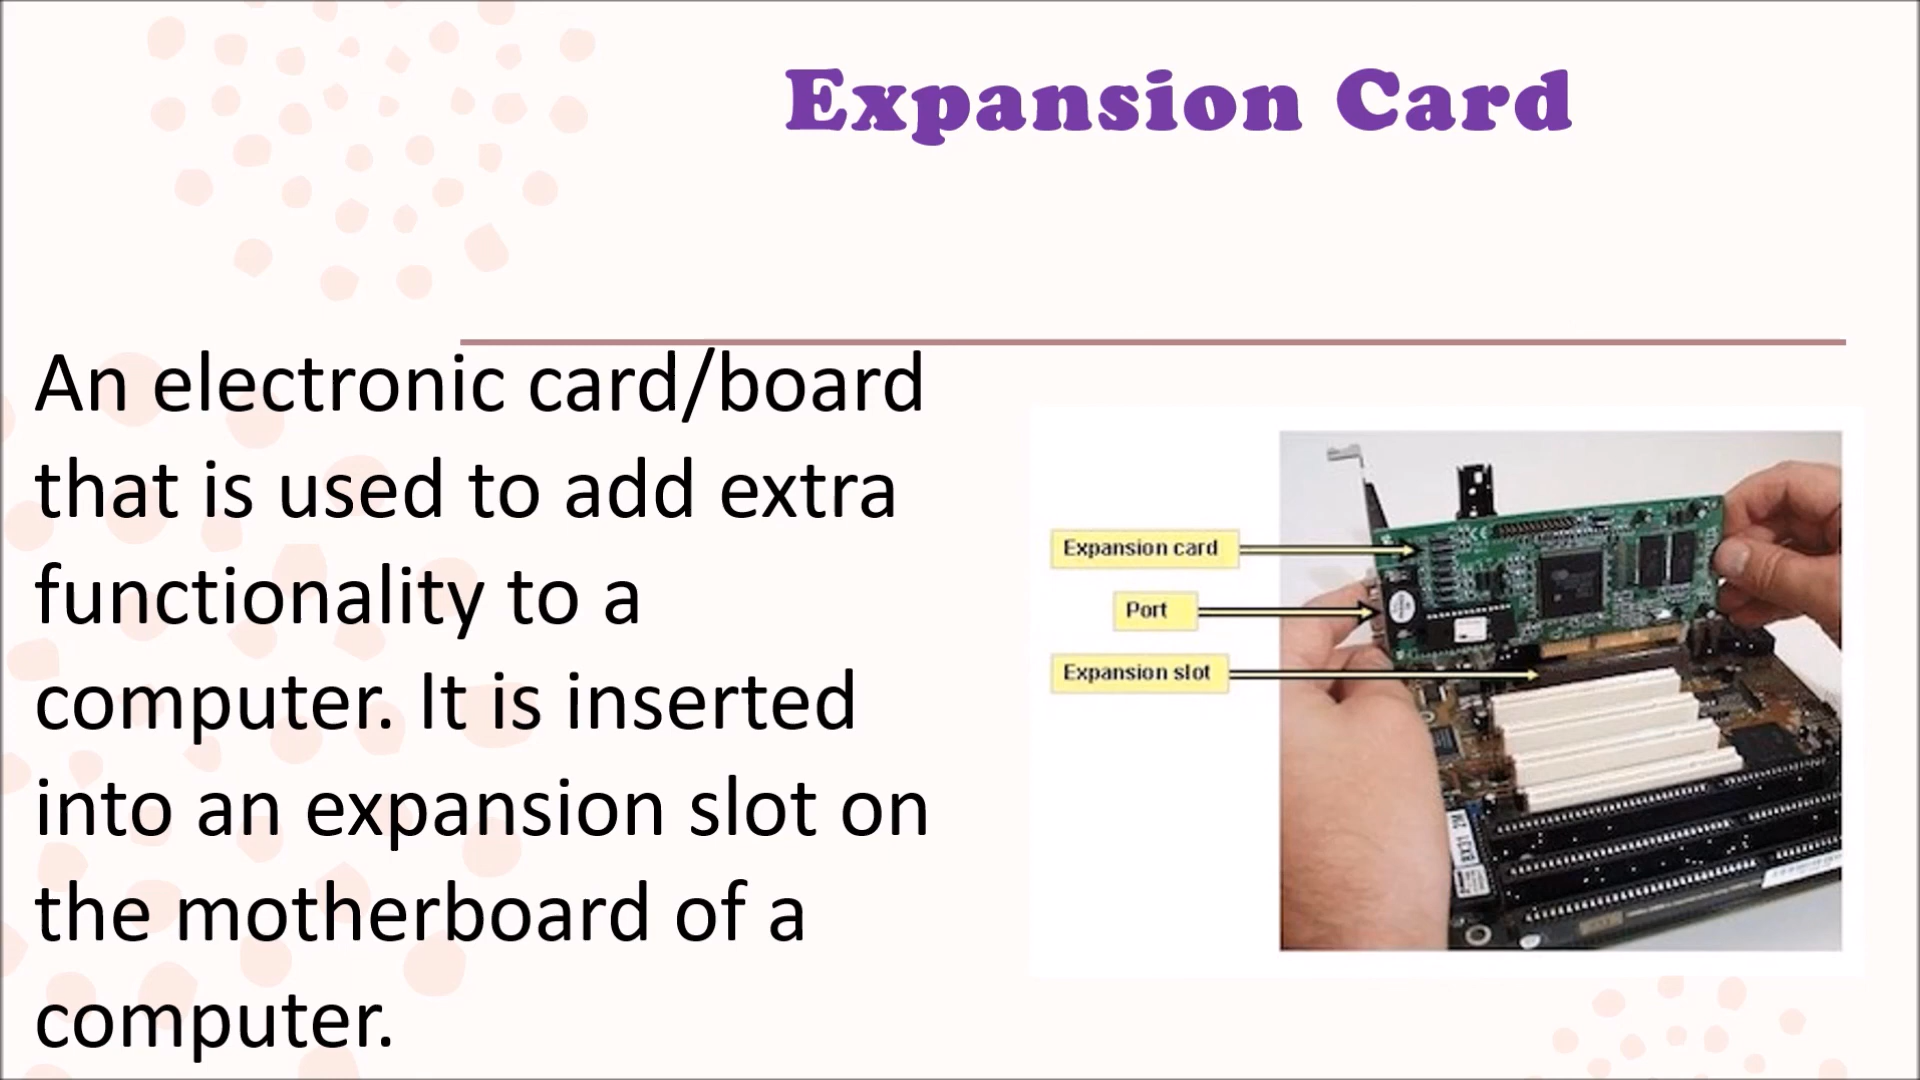 Expansion Card
An electronic card/board
that is used to add extra
functionality to a
computer. It is inserted
into an expansion slot on
the motherboard of a
computer.
Expansion card
Port
Expansion slot